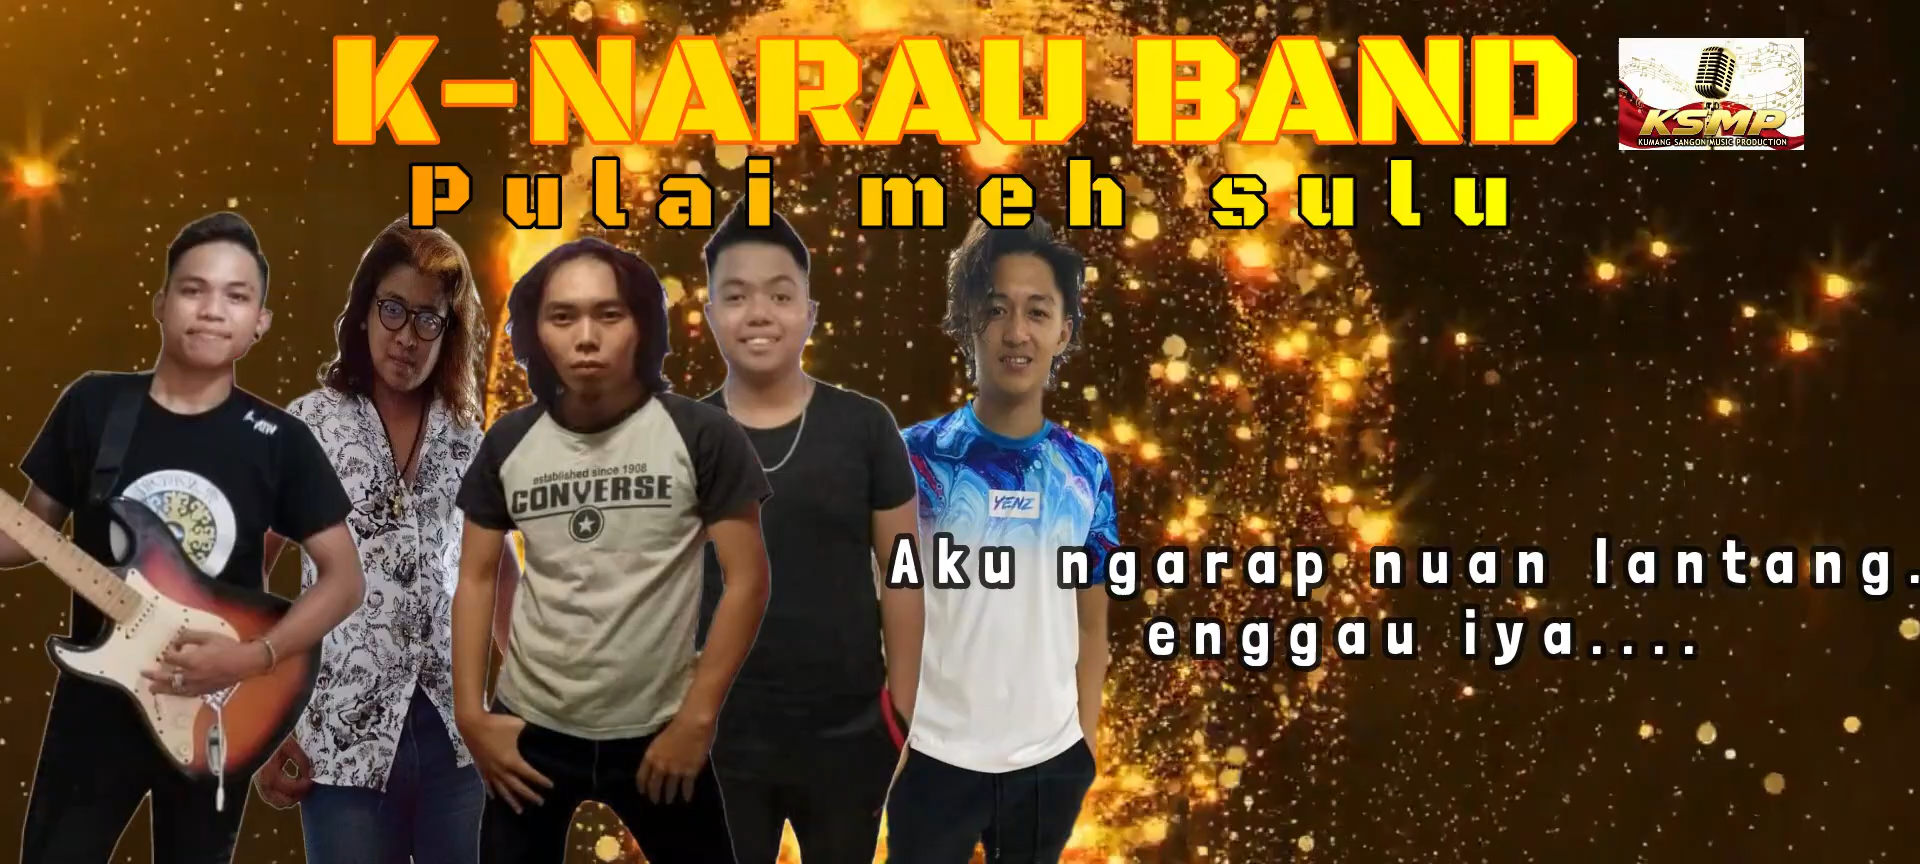 K-NARAU BAND
KSMP
KUMANG SANGON MUSIC PRODUCTION
Pulai meh sulu
established since 1908
CONVERSE
YENZ
Aku ngarap nuan lantang.
enggau iya....